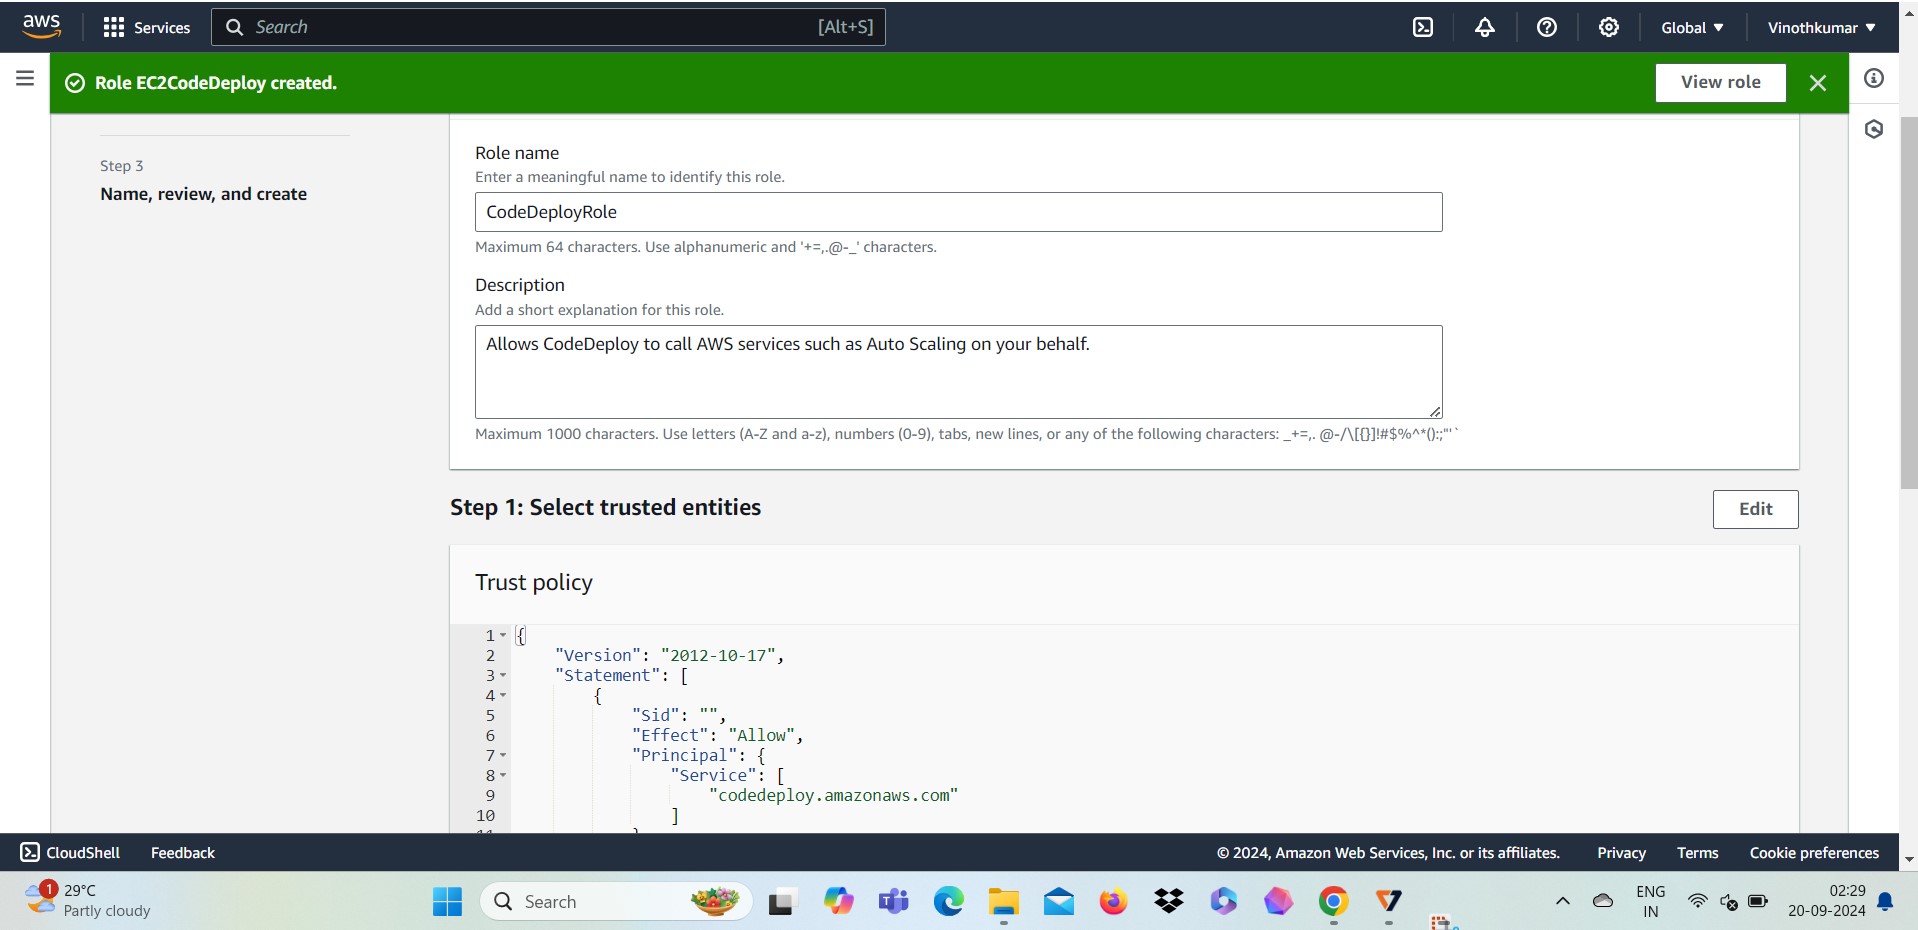 aws
Services
Search
[Alt+S]
Global
Vinothkumar
Role EC2CodeDeploy created.
View role
Step 3
Name, review, and create
Role name
Enter a meaningful name to identify this role.
CodeDeployRole
Maximum 64 characters. Use alphanumeric and '+=,.@-_' characters.
Description
Add a short explanation for this role.
Allows CodeDeploy to call AWS services such as Auto Scaling on your behalf.
Maximum 1000 characters. Use letters (A-Z and a-z), numbers (0-9), tabs, new lines, or any of the following characters: _+=,. @-/\[{}]!#$%^*();:;"'`
Step 1: Select trusted entities
Edit
Trust policy
1 {
2 "Version": "2012-10-17",
3 "Statement": [
4 {
5 "Sid": "",
6 "Effect": "Allow",
7 "Principal": {
8 "Service": [
9 "codedeploy.amazonaws.com"
10 ]
11 }
CloudShell
Feedback
© 2024, Amazon Web Services, Inc. or its affiliates.
Privacy
Terms
Cookie preferences
1
29°C
Partly cloudy
Search
ENG
IN
02:29
20-09-2024